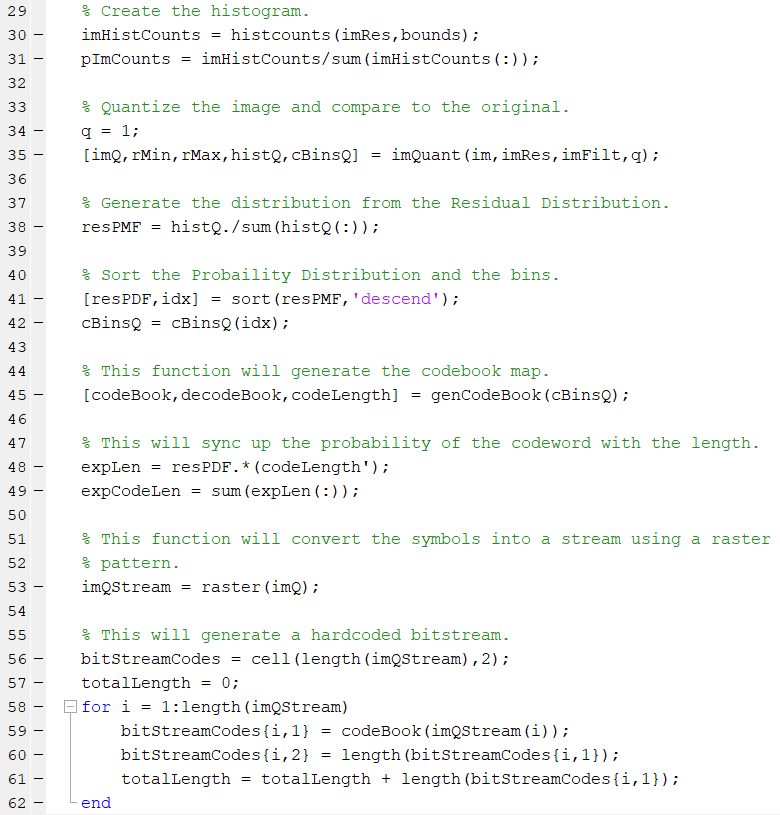 29 % Create the histogram.
30 – imHistCounts = histcounts(imRes,bounds);
31 – pImCounts = imHistCounts/sum(imHistCounts(:));
32
33 % Quantize the image and compare to the original.
34 – q = 1;
35 – [imQ,rMin,rMax,histQ,cBinsQ] = imQuant(im,imRes,imFilt,q);
36
37 % Generate the distribution from the Residual Distribution.
38 – resPMF = histQ./sum(histQ(:));
39
40 % Sort the Probaility Distribution and the bins.
41 – [resPDF,idx] = sort(resPMF,'descend');
42 – cBinsQ = cBinsQ(idx);
43
44 % This function will generate the codebook map.
45 – [codeBook,decodeBook,codeLength] = genCodeBook(cBinsQ);
46
47 % This will sync up the probability of the codeword with the length.
48 – expLen = resPDF.*(codeLength');
49 – expCodeLen = sum(expLen(:));
50
51 % This function will convert the symbols into a stream using a raster
52 % pattern.
53 – imQStream = raster(imQ);
54
55 % This will generate a hardcoded bitstream.
56 – bitStreamCodes = cell(length(imQStream),2);
57 – totalLength = 0;
58 – for i = 1:length(imQStream)
59 – bitStreamCodes{i,1} = codeBook(imQStream(i));
60 – bitStreamCodes{i,2} = length(bitStreamCodes{i,1});
61 – totalLength = totalLength + length(bitStreamCodes{i,1});
62 – end